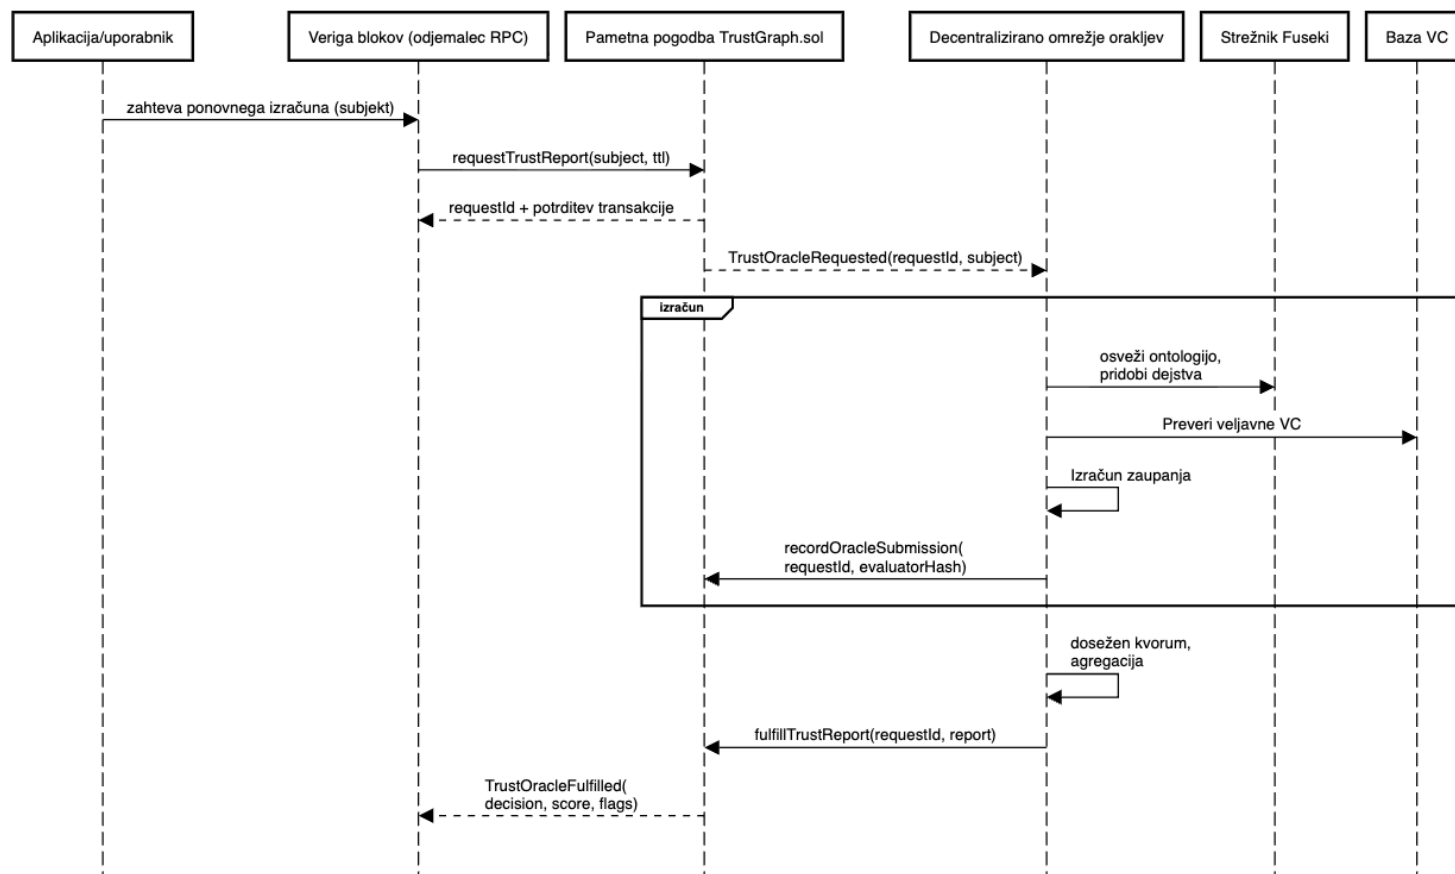 Aplikacija/uporabnik
Veriga blokov (odjemalec RPC)
Pametna pogodba TrustGraph.sol
Decentralizirano omrežje orakljev
Strežnik Fuseki
Baza VC
zahteva ponovnega izračuna (subjekt)
requestTrustReport(subject, ttl)
requestId + potrditev transakcije
TrustOracleRequested(requestId, subject)
izračun
osveži ontologijo,
pridobi dejstva
Preveri veljavne VC
Izračun zaupanja
recordOracleSubmission(
requestId, evaluatorHash)
dosežen kvorum,
agregacija
fulfillTrustReport(requestId, report)
TrustOracleFulfilled(
decision, score, flags)